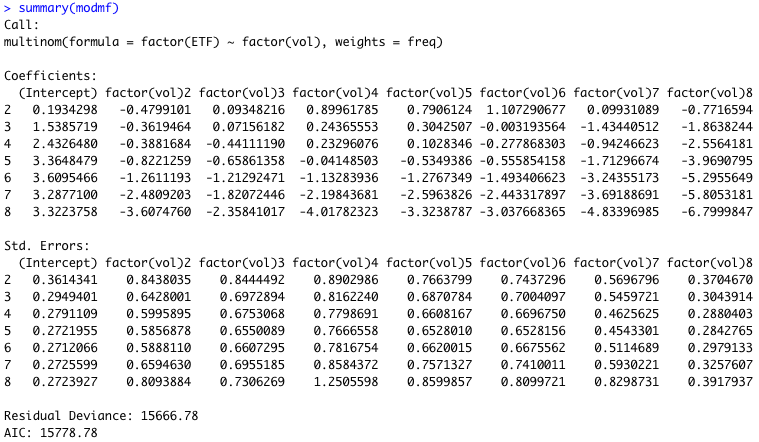 > summary(modmf)
Call:
multinom(formula = factor(ETF) ~ factor(vol), weights = freq)
Coefficients:
(Intercept) factor(vol)2 factor(vol)3 factor(vol)4 factor(vol)5 factor(vol)6 factor(vol)7 factor(vol)8
2 0.1934298 -0.4799101 0.09348216 0.89961785 0.7906124 1.107290677 0.09931089 -0.7716594
3 1.5385719 -0.3619464 0.07156182 0.24365553 0.3042507 -0.003193564 -1.43440512 -1.8638244
4 2.4326480 -0.3881684 -0.44111190 0.23296076 0.1028346 -0.277868303 -0.94246623 -2.5564181
5 3.3648479 -0.8221259 -0.65861358 -0.04148503 -0.5349386 -0.555854158 -1.71296674 -3.9690795
6 3.6095466 -1.2611193 -1.21292471 -1.13283936 -1.2767349 -1.493406623 -3.24355173 -5.2955649
7 3.2877100 -2.4809203 -1.82072446 -2.19843681 -2.5963826 -2.443317897 -3.69188691 -5.8053181
8 3.3223758 -3.6074760 -2.35841017 -4.01782323 -3.3238787 -3.037668365 -4.83396985 -6.7999847
Std. Errors:
(Intercept) factor(vol)2 factor(vol)3 factor(vol)4 factor(vol)5 factor(vol)6 factor(vol)7 factor(vol)8
2 0.3614341 0.8438035 0.8444492 0.8902986 0.7663799 0.7437296 0.5696796 0.3704670
3 0.2949401 0.6428001 0.6972894 0.8162240 0.6870784 0.7004097 0.5459721 0.3043914
4 0.2791109 0.5995895 0.6753068 0.7798691 0.6608167 0.6696750 0.4625625 0.2880403
5 0.2721955 0.5856878 0.6550089 0.7666558 0.6528010 0.6528156 0.4543301 0.2842765
6 0.2712066 0.5888110 0.6607295 0.7816754 0.6620015 0.6675562 0.5114689 0.2979133
7 0.2725599 0.6594630 0.6955185 0.8584372 0.7571327 0.7410011 0.5930221 0.3257607
8 0.2723927 0.8093884 0.7306269 1.2505598 0.8599857 0.8099721 0.8298731 0.3917937
Residual Deviance: 15666.78
AIC: 15778.78